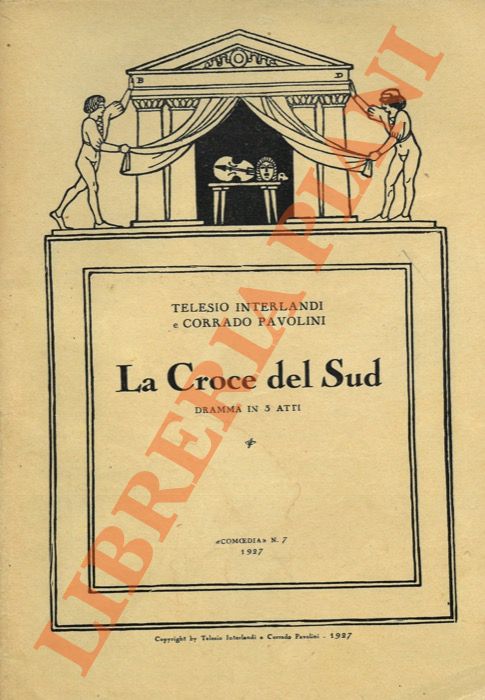 B D
TELESIO INTERLANDI
e CORRADO PAVOLINI
La Croce del Sud
DRAMMA IN 3 ATTI
«COMŒDIA» N. 7
1927
Copyright by Telesio Interlandi e Corrado Pavolini - 1927
LIBRERIA PIANI